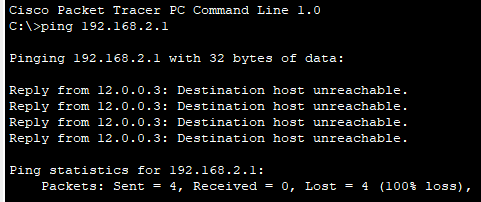 Cisco Packet Tracer PC Command Line 1.0
C:\>ping 192.168.2.1
Pinging 192.168.2.1 with 32 bytes of data:
Reply from 12.0.0.3: Destination host unreachable.
Reply from 12.0.0.3: Destination host unreachable.
Reply from 12.0.0.3: Destination host unreachable.
Reply from 12.0.0.3: Destination host unreachable.
Ping statistics for 192.168.2.1:
Packets: Sent = 4, Received = 0, Lost = 4 (100% loss),